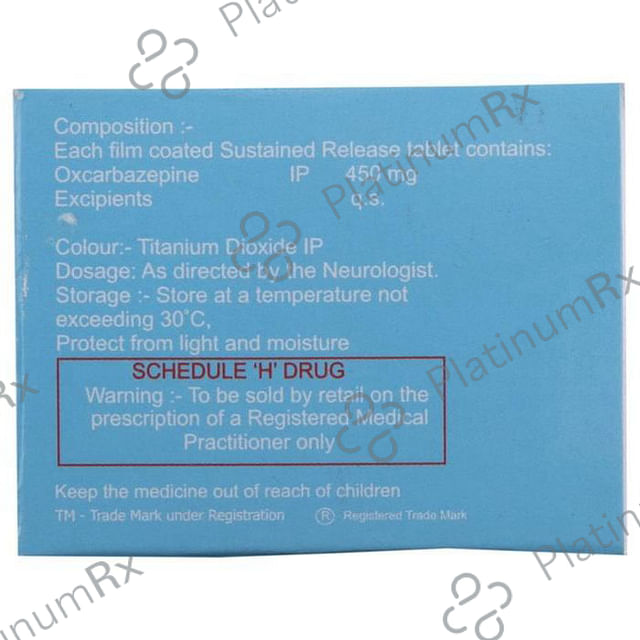 Composition :-
Each film coated Sustained Release tablet contains:
Oxcarbazepine IP 450 mg
Excipients q.s.
Colour:- Titanium Dioxide IP
Dosage: As directed by the Neurologist.
Storage :- Store at a temperature not
exceeding 30°C,
Protect from light and moisture
SCHEDULE 'H' DRUG
Warning :- To be sold by retail on the
prescription of a Registered Medical
Practitioner only
Keep the medicine out of reach of children
TM - Trade Mark under Registration ® Registered Trade Mark
PlatinumRx
PlatinumRx
PlatinumRx
PlatinumRx